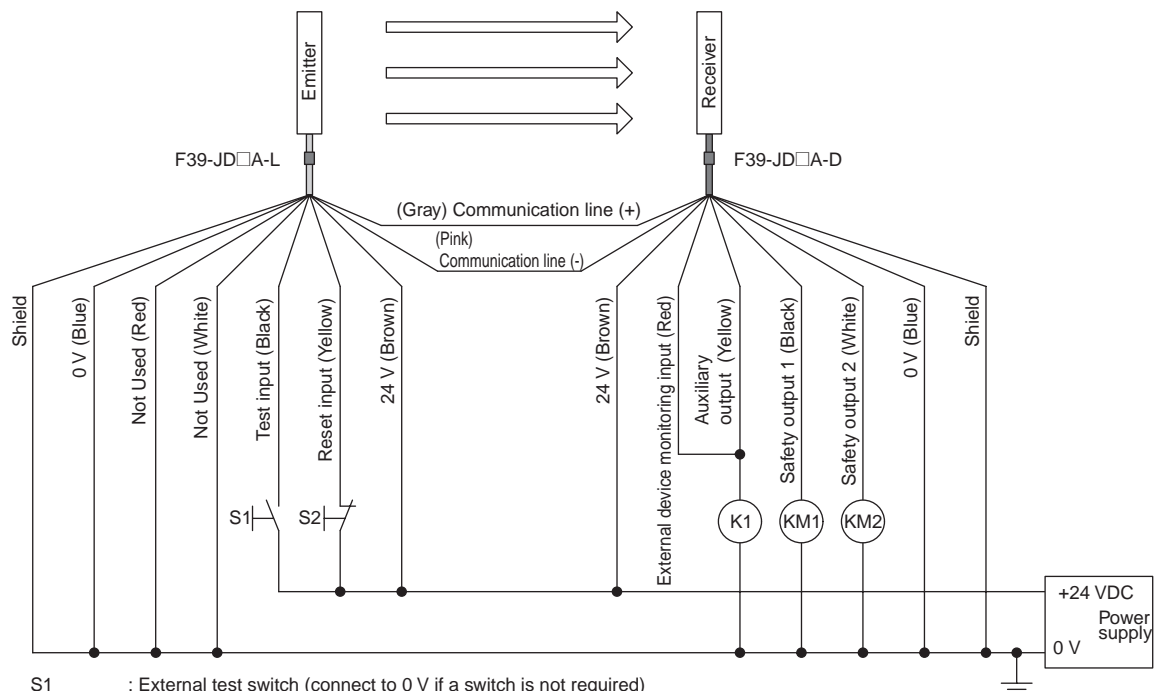 Emitter
Receiver
F39-JD□A-L
F39-JD□A-D
(Gray) Communication line (+)
(Pink)
Communication line (-)
Shield
0 V (Blue)
Not Used (Red)
Not Used (White)
Test input (Black)
Reset input (Yellow)
24 V (Brown)
24 V (Brown)
External device monitoring input (Red)
Auxiliary
output (Yellow)
Safety output 1 (Black)
Safety output 2 (White)
0 V (Blue)
Shield
S1
S2
K1
KM1
KM2
+24 VDC
Power
supply
0 V
S1 : External test switch (connect to 0 V if a switch is not required)